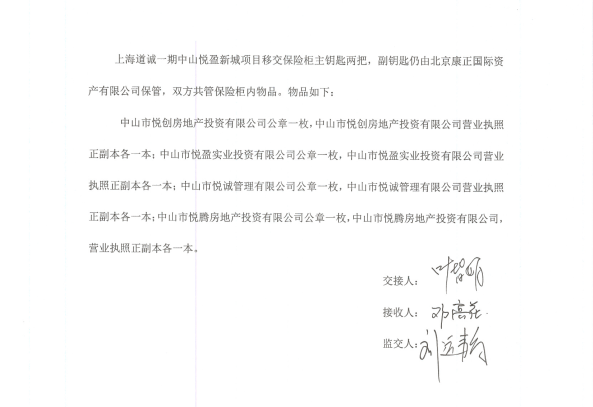 上海道诚一期中山悦盈新城项目移交保险柜主钥匙两把，副钥匙仍由北京康正国际资
产有限公司保管，双方共管保险柜内物品。物品如下：
中山市悦创房地产投资有限公司公章一枚，中山市悦创房地产投资有限公司营业执照
正副本各一本；中山市悦盈实业投资有限公司公章一枚，中山市悦盈实业投资有限公司营业
执照正副本各一本；中山市悦诚管理有限公司公章一枚，中山市悦诚管理有限公司营业执照
正副本各一本；中山市悦腾房地产投资有限公司公章一枚，中山市悦腾房地产投资有限公司，
营业执照正副本各一本。
交接人：
接收人：邓
监交人：刘运